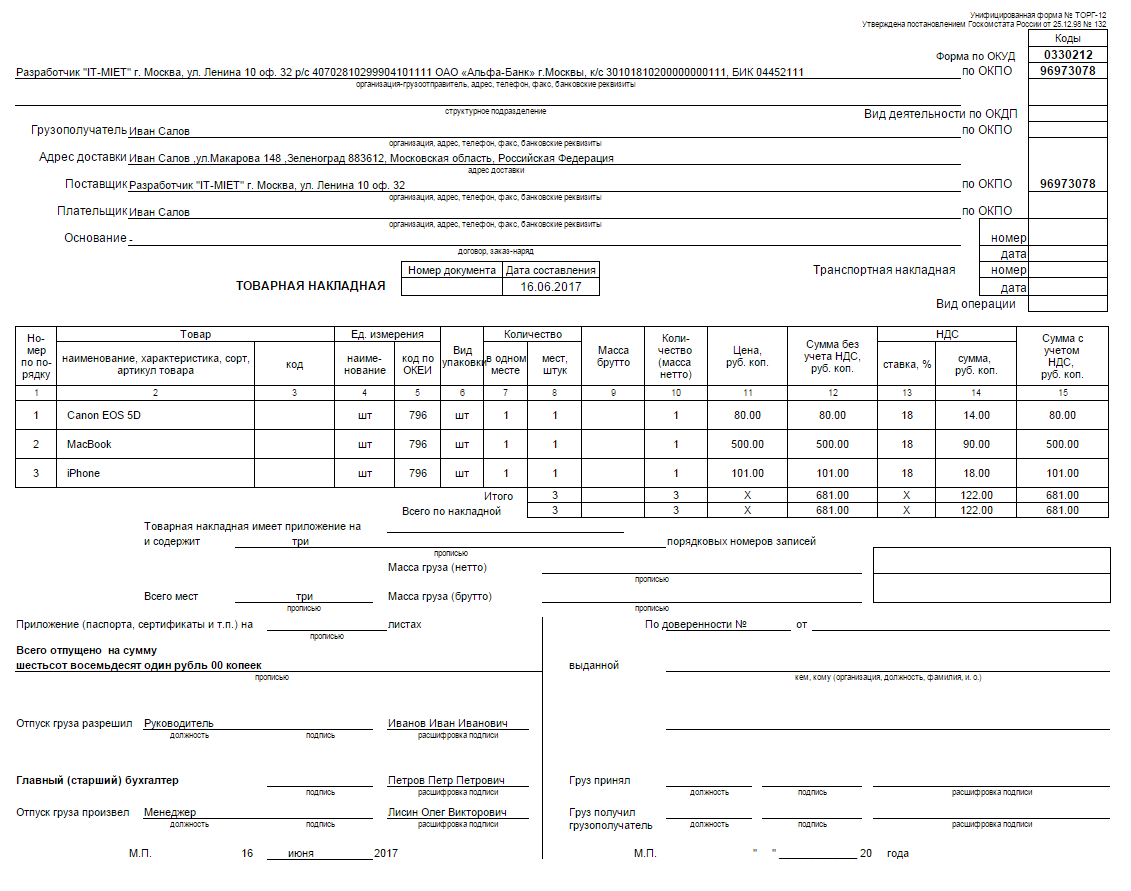 Унифицированная форма № ТОРГ-12
Утверждена постановлением Госкомстата России от 25.12.98 № 132
Коды
Форма по ОКУД 0330212
Разработчик "IT-MIET" г. Москва, ул. Ленина 10 оф. 32 р/с 40702810299904101111 ОАО «Альфа-Банк» г.Москвы, к/с 30101810200000000111, БИК 04452111 по ОКПО 96973078
организация-грузоотправитель, адрес, телефон, факс, банковские реквизиты
структурное подразделение
Вид деятельности по ОКДП
Грузополучатель Иван Салов по ОКПО
организация, адрес, телефон, факс, банковские реквизиты
Адрес доставки Иван Салов ,ул.Макарова 148 ,Зеленоград 883612, Московская область, Российская Федерация
адрес доставки
Поставщик Разработчик "IT-MIET" г. Москва, ул. Ленина 10 оф. 32 по ОКПО 96973078
организация, адрес, телефон, факс, банковские реквизиты
Плательщик Иван Салов по ОКПО
организация, адрес, телефон, факс, банковские реквизиты
Основание - номер
договор, заказ-наряд
дата
Номер документа Дата составления
Транспортная накладная номер
ТОВАРНАЯ НАКЛАДНАЯ 16.06.2017 дата
Вид операции
Но-
мер
по по-
рядку
Товар
наименование, характеристика, сорт,
артикул товара
код
Ед. измерения
наиме-
нование
код по
ОКЕИ
Вид
упаковки
Количество
в одном
месте
мест,
штук
Масса
брутто
Коли-
чество
(масса
нетто)
Цена,
руб. коп.
Сумма без
учета НДС,
руб. коп.
НДС
ставка, %
сумма,
руб. коп.
Сумма с
учетом
НДС,
руб. коп.
1 2 3 4 5 6 7 8 9 10 11 12 13 14 15
1 Canon EOS 5D шт 796 шт 1 1 1 80.00 80.00 18 14.00 80.00
2 MacBook шт 796 шт 1 1 1 500.00 500.00 18 90.00 500.00
3 iPhone шт 796 шт 1 1 1 101.00 101.00 18 18.00 101.00
Итого 3 3 X 681.00 X 122.00 681.00
Всего по накладной 3 3 X 681.00 X 122.00 681.00
Товарная накладная имеет приложение на
и содержит три порядковых номеров записей
прописью
Масса груза (нетто)
прописью
Всего мест три Масса груза (брутто)
прописью прописью
Приложение (паспорта, сертификаты и т.п.) на листах
прописью
Всего отпущено на сумму
шестьсот восемьдесят один рубль 00 копеек
прописью
Отпуск груза разрешил Руководитель Иванов Иван Иванович
должность подпись расшифровка подписи
Главный (старший) бухгалтер Петров Петр Петрович
подпись расшифровка подписи
Отпуск груза произвел Менеджер Лисин Олег Викторович
должность подпись расшифровка подписи
М.П. 16 июня 2017
По доверенности № от
выданной
кем, кому (организация, должность, фамилия, и. о.)
Груз принял
должность подпись расшифровка подписи
Груз получил
грузополучатель
должность подпись расшифровка подписи
М.П. " " _____________ 20 года